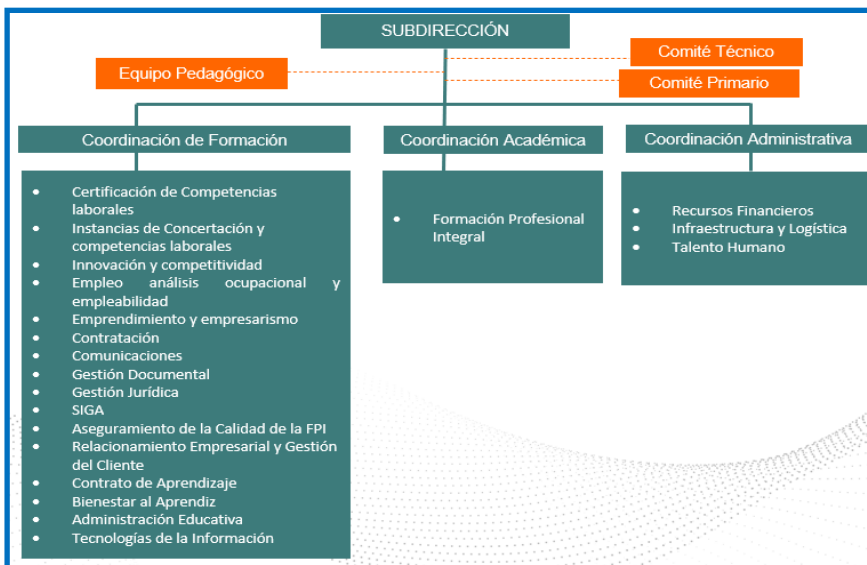 SUBDIRECCIÓN
Comité Técnico
Equipo Pedagógico
Comité Primario
Coordinación de Formación
Coordinación Académica
Coordinación Administrativa
• Certificación de Competencias
laborales
• Instancias de Concertación y
competencias laborales
• Innovación y competitividad
• Empleo análisis ocupacional y
empleabilidad
• Emprendimiento y empresarismo
• Contratación
• Comunicaciones
• Gestión Documental
• Gestión Jurídica
• SIGA
• Aseguramiento de la Calidad de la FPI
• Relacionamiento Empresarial y Gestión
del Cliente
• Contrato de Aprendizaje
• Bienestar al Aprendiz
• Administración Educativa
• Tecnologías de la Información
• Formación Profesional
Integral
• Recursos Financieros
• Infraestructura y Logística
• Talento Humano